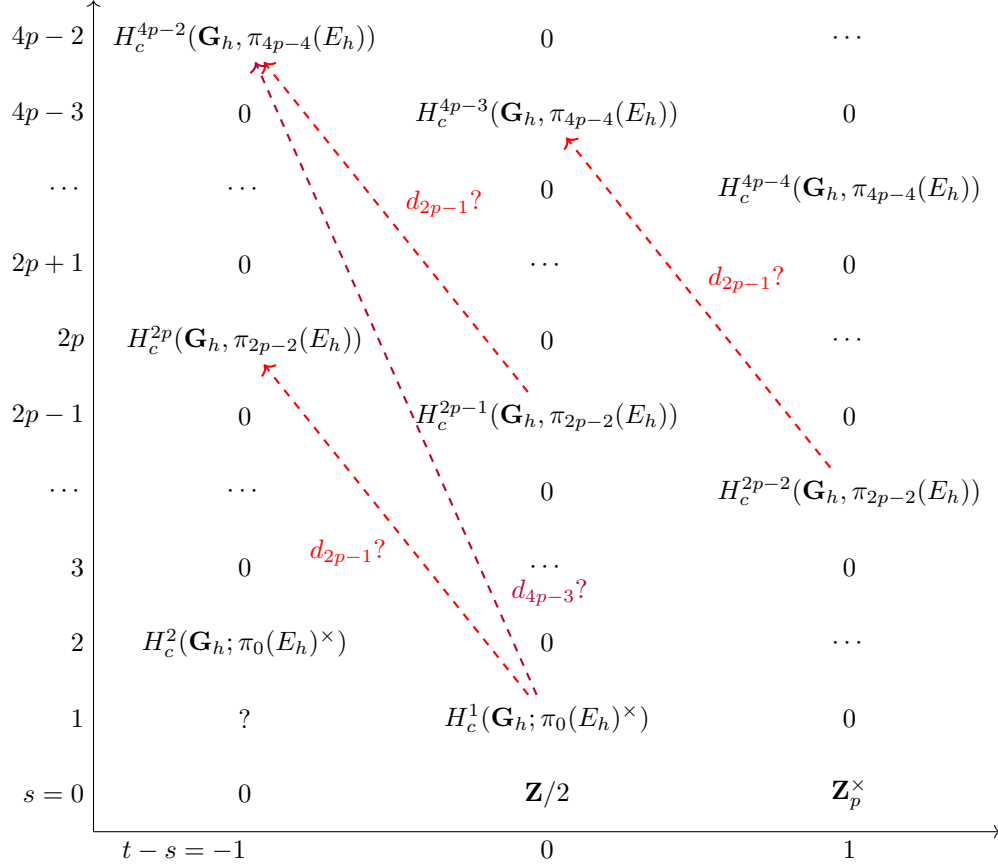 4p − 2 H_c^{4p−2}(G_h, π_{4p−4}(E_h)) 0 ⋯
4p − 3 0 H_c^{4p−3}(G_h, π_{4p−4}(E_h)) 0
⋯ ⋯ 0 H_c^{4p−4}(G_h, π_{4p−4}(E_h))
d_{2p−1}?
2p + 1 0 ⋯ 0
d_{2p−1}?
2p H_c^{2p}(G_h, π_{2p−2}(E_h)) 0 ⋯
2p − 1 0 H_c^{2p−1}(G_h, π_{2p−2}(E_h)) 0
⋯ ⋯ 0 H_c^{2p−2}(G_h, π_{2p−2}(E_h))
d_{2p−1}?
3 0 ⋯ 0
d_{4p−3}?
2 H_c^2(G_h; π_0(E_h)^×) 0 ⋯
1 ? H_c^1(G_h; π_0(E_h)^×) 0
s = 0 0 Z/2 Z_p^×
t − s = −1 0 1